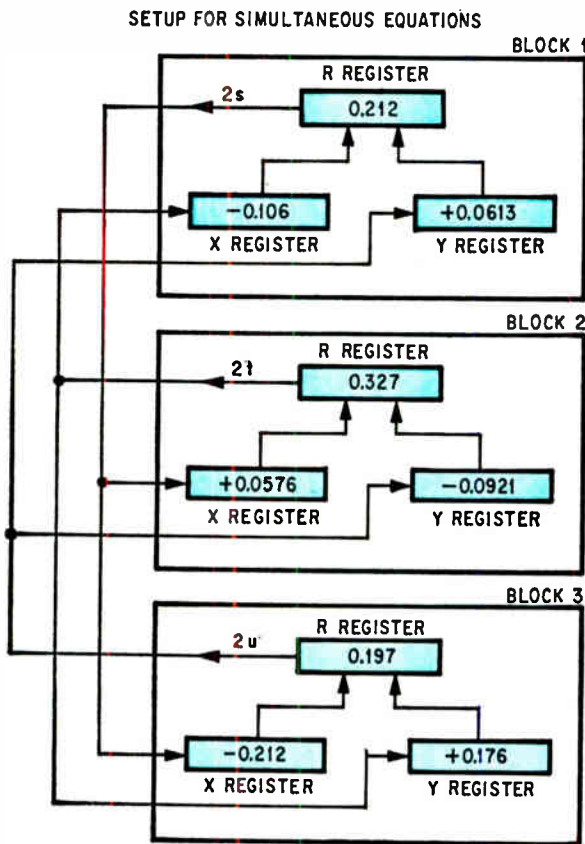 SETUP FOR SIMULTANEOUS EQUATIONS
BLOCK 1
R REGISTER
2s
0.212
-0.106
+0.0613
X REGISTER
Y REGISTER
BLOCK 2
R REGISTER
2t
0.327
+0.0576
-0.0921
X REGISTER
Y REGISTER
BLOCK 3
R REGISTER
2u
0.197
-0.212
+0.176
X REGISTER
Y REGISTER